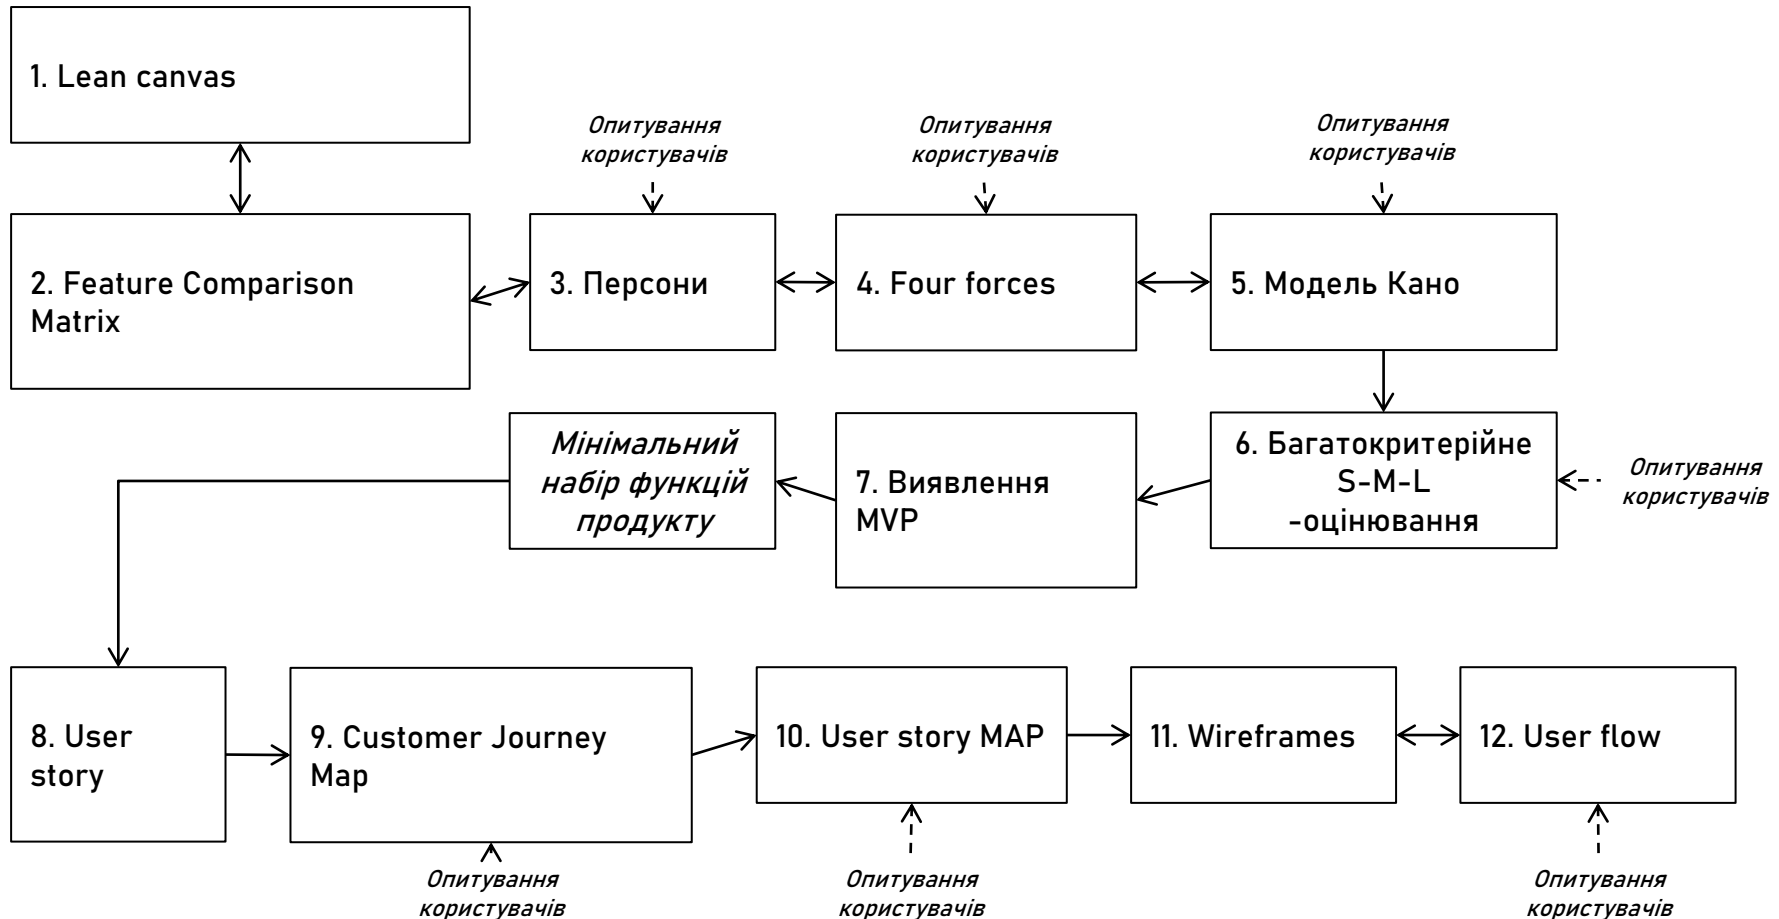 1. Lean canvas
Опитування
користувачів
Опитування
користувачів
Опитування
користувачів
2. Feature Comparison
Matrix
3. Персони
4. Four forces
5. Модель Кано
Мінімальний
набір функцій
продукту
7. Виявлення
MVP
6. Багатокритерійне
S-M-L
-оцінювання
Опитування
користувачів
8. User
story
9. Customer Journey
Map
10. User story MAP
11. Wireframes
12. User flow
Опитування
користувачів
Опитування
користувачів
Опитування
користувачів